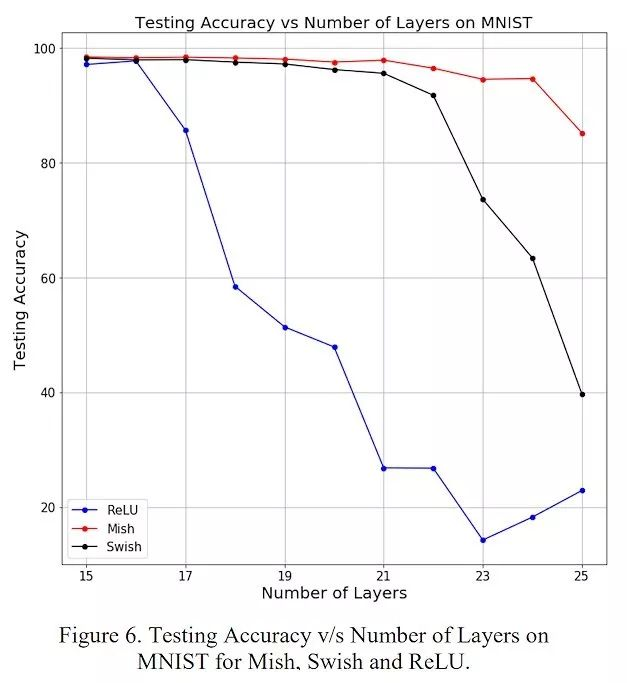 Testing Accuracy vs Number of Layers on MNIST
100
80
60
40
20
Testing Accuracy
ReLU
Mish
Swish
15 17 19 21 23 25
Number of Layers
Figure 6. Testing Accuracy v/s Number of Layers on
MNIST for Mish, Swish and ReLU.